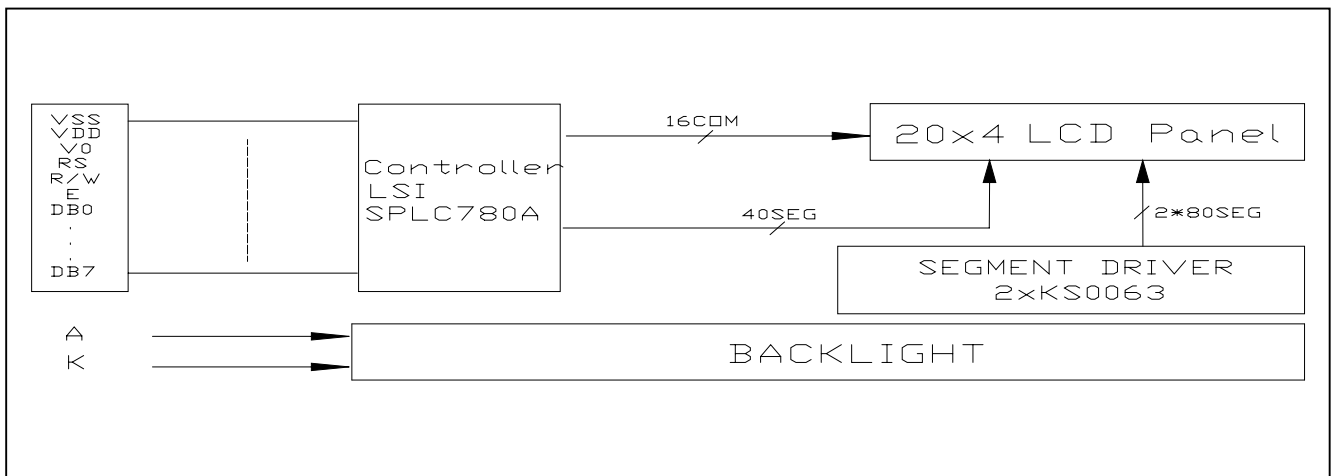 VSS
VDD
VO
RS
R/W
E
DB0
.
.
.
DB7
Controller
LSI
SPLC780A
16COM
20x4 LCD Panel
40SEG
2*80SEG
SEGMENT DRIVER
2xKS0063
A
K
BACKLIGHT